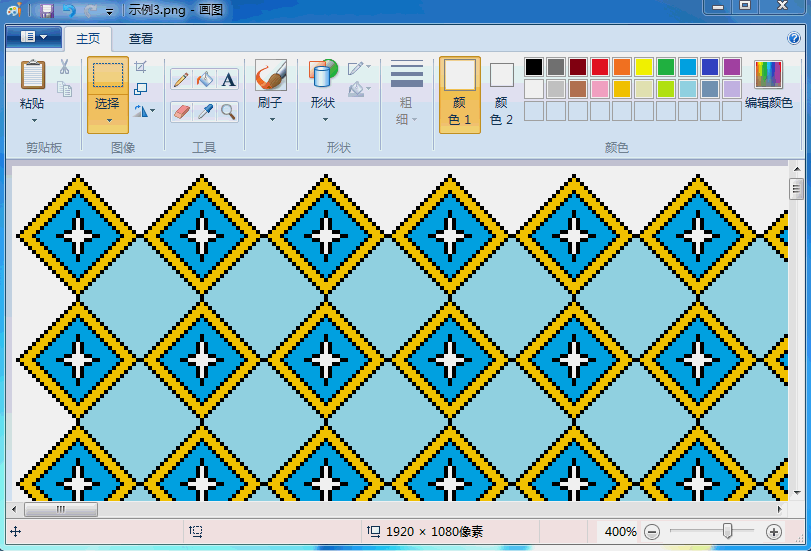 示例3.png - 画图
主页 查看
粘贴
选择
A
刷子
形状
粗
细
颜
色 1
颜
色 2
编辑颜色
剪贴板 图像 工具 形状 颜色
1920 × 1080像素 400%